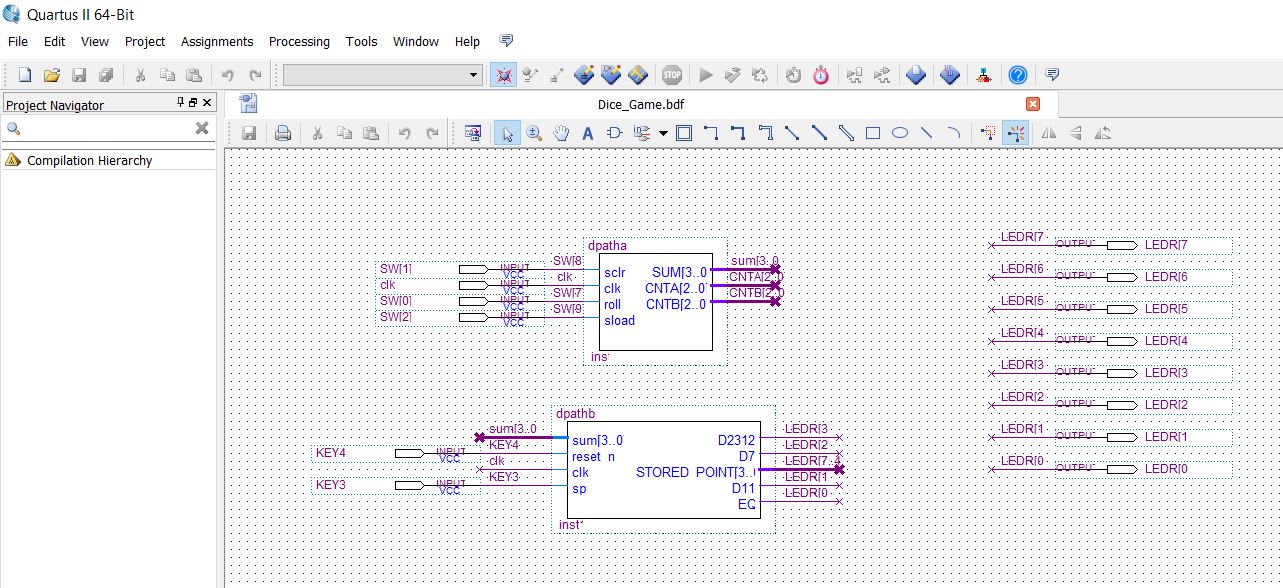 Quartus II 64-Bit
File Edit View Project Assignments Processing Tools Window Help
STOP
Project Navigator
Dice_Game.bdf
Compilation Hierarchy
dpatha
SW[1] INPUT VCC SW[8 sclr SUM[3..0 sum[3..0
clk INPUT VCC clk clk CNTA[2..0 CNTA[2..0
SW[0] INPUT VCC SW[7 roll CNTB[2..0 CNTB[2..0
SW[2] INPUT VCC SW[9 sload
inst
dpathb
sum[3..0 sum[3..0 D2312 LEDR[3
KEY4 INPUT VCC KEY4 reset n D7 LEDR[2
clk clk STORED POINT[3.. LEDR[7..4
KEY3 INPUT VCC KEY3 sp D11 LEDR[1
EQ LEDR[0
inst1
LEDR[7 OUTPUT LEDR[7
LEDR[6 OUTPUT LEDR[6
LEDR[5 OUTPUT LEDR[5
LEDR[4 OUTPUT LEDR[4
LEDR[3 OUTPUT LEDR[3
LEDR[2 OUTPUT LEDR[2
LEDR[1 OUTPUT LEDR[1
LEDR[0 OUTPUT LEDR[0